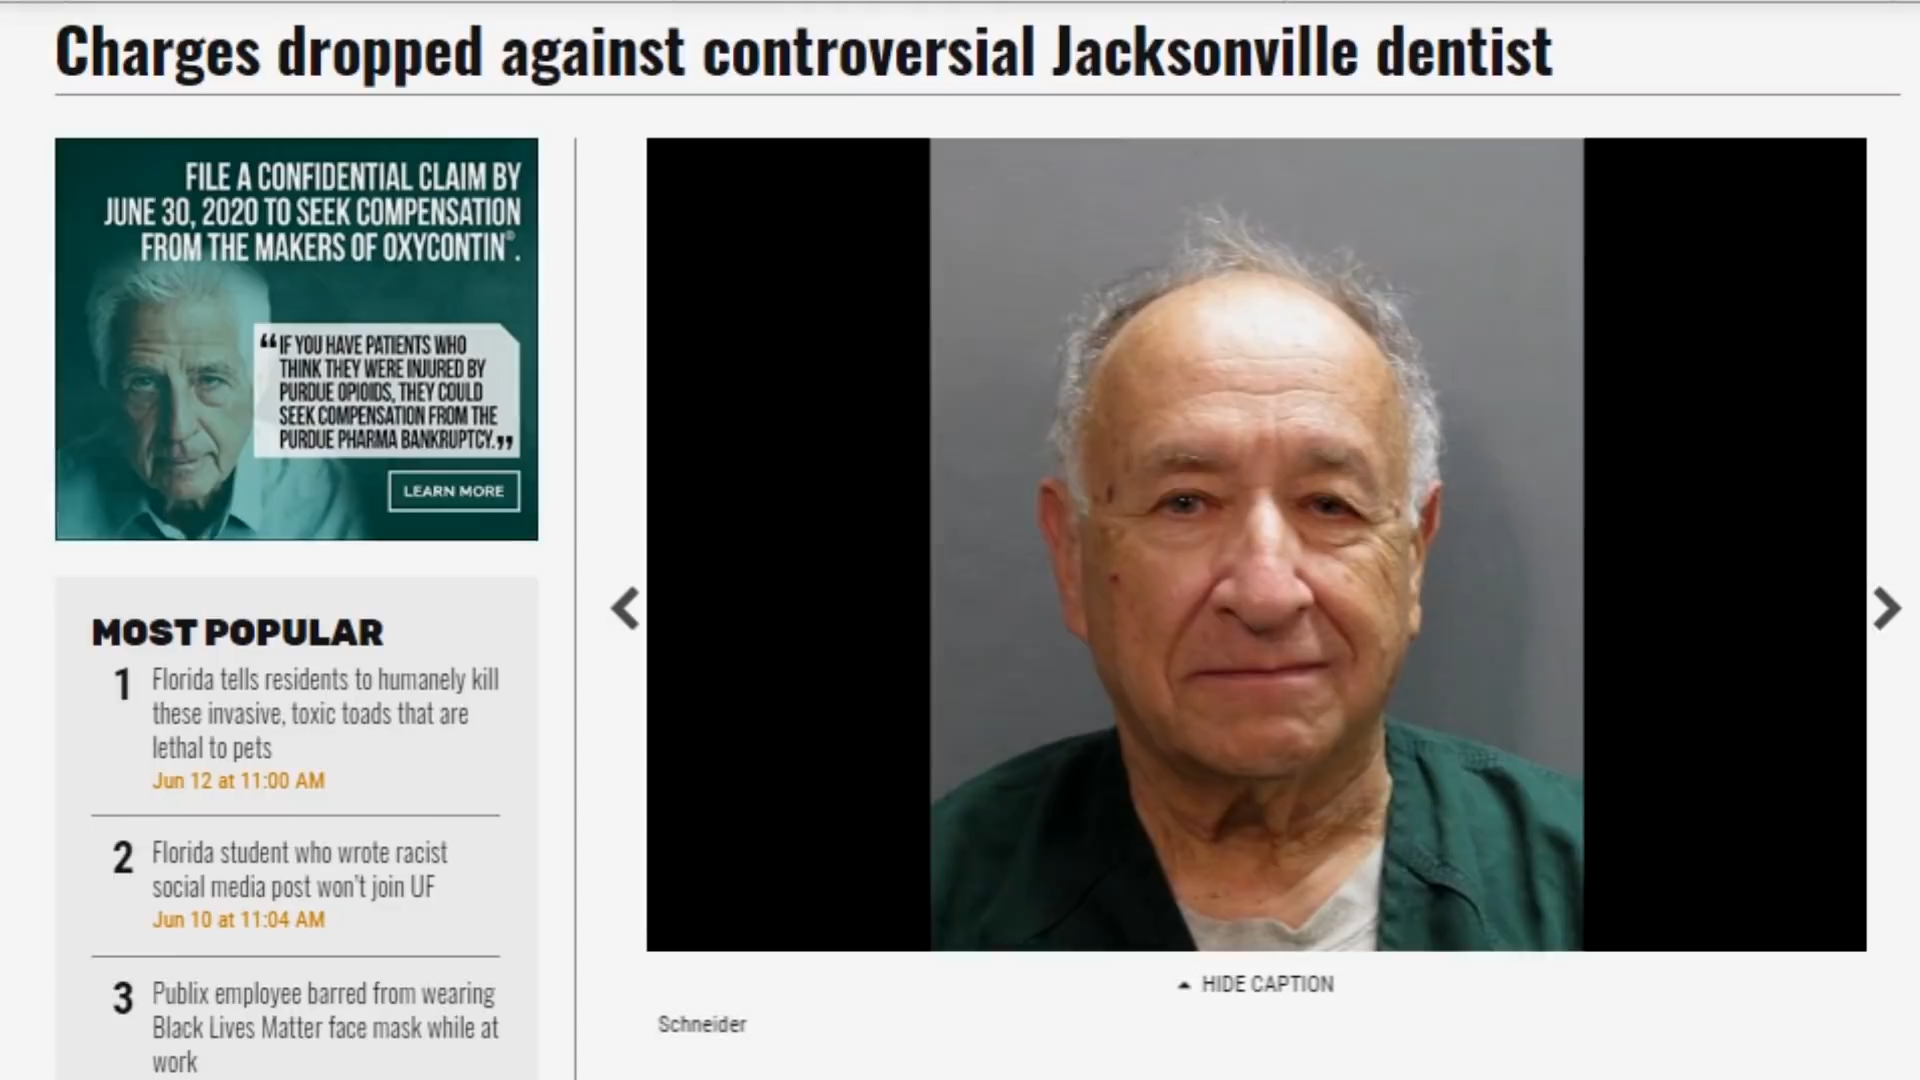 Charges dropped against controversial Jacksonville dentist
FILE A CONFIDENTIAL CLAIM BY
JUNE 30, 2020 TO SEEK COMPENSATION
FROM THE MAKERS OF OXYCONTIN®.
“IF YOU HAVE PATIENTS WHO
THINK THEY WERE INJURED BY
PURDUE OPIOIDS, THEY COULD
SEEK COMPENSATION FROM THE
PURDUE PHARMA BANKRUPTCY.”
LEARN MORE
MOST POPULAR
1 Florida tells residents to humanely kill
these invasive, toxic toads that are
lethal to pets
Jun 12 at 11:00 AM
2 Florida student who wrote racist
social media post won't join UF
Jun 10 at 11:04 AM
3 Publix employee barred from wearing
Black Lives Matter face mask while at
work
HIDE CAPTION
Schneider